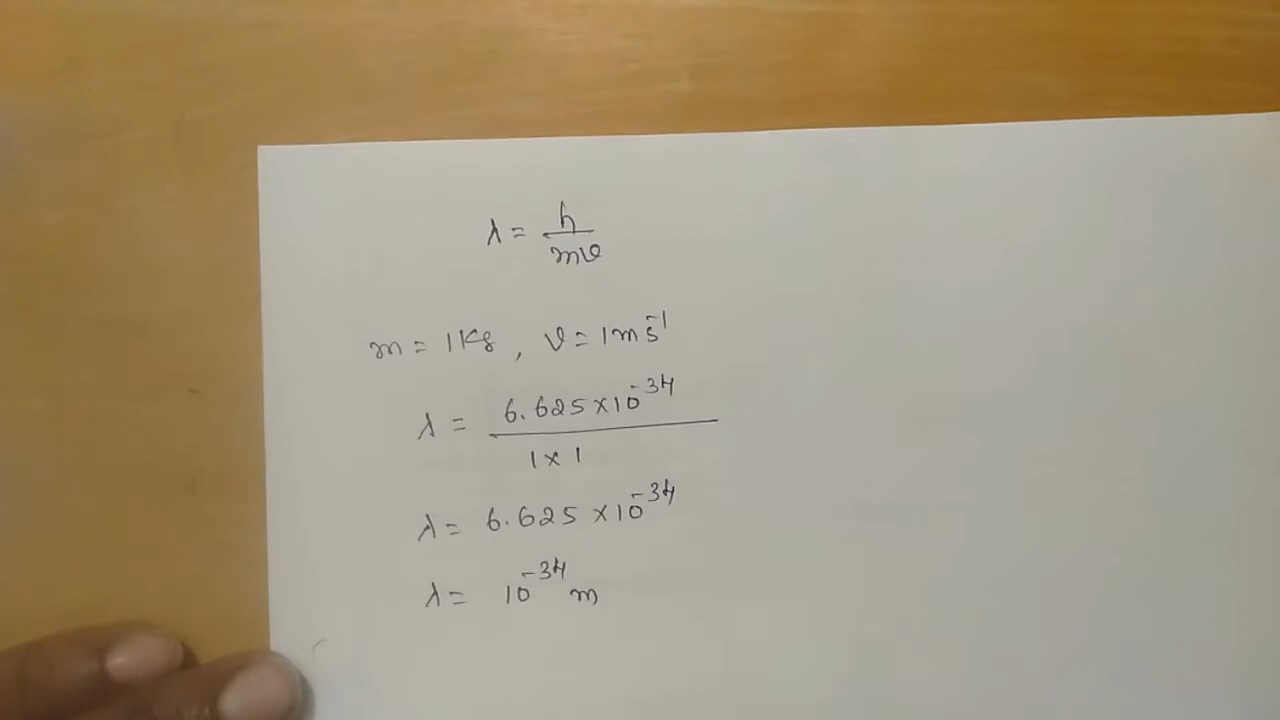 λ = h/mv
m = 1Kg, v = 1ms⁻¹
λ = 6.625×10⁻³⁴
1×1
λ = 6.625×10⁻³⁴
λ = 10⁻³⁴ m